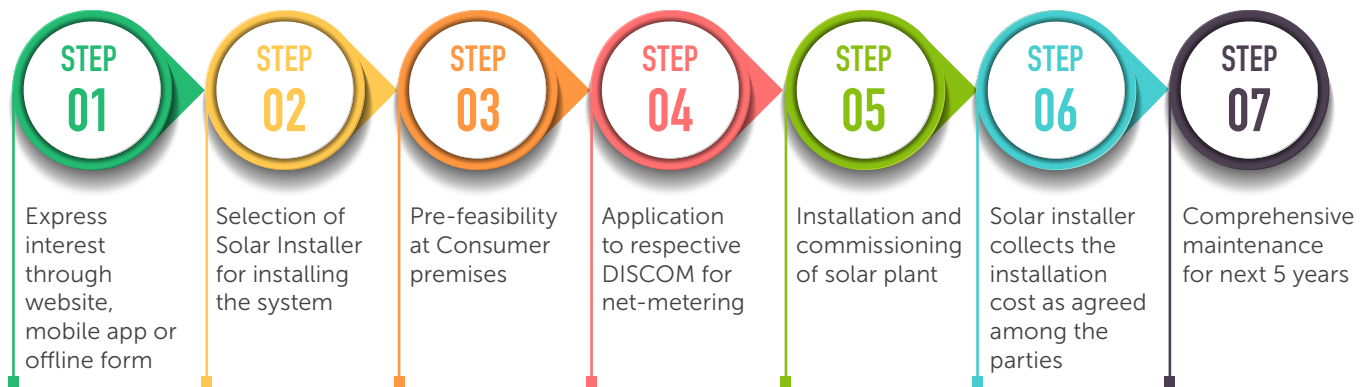 STEP
01
Express
interest
through
website,
mobile app or
offline form
STEP
02
Selection of
Solar Installer
for installing
the system
STEP
03
Pre-feasibility
at Consumer
premises
STEP
04
Application
to respective
DISCOM for
net-metering
STEP
05
Installation and
commissioning
of solar plant
STEP
06
Solar installer
collects the
installation
cost as agreed
among the
parties
STEP
07
Comprehensive
maintenance
for next 5 years